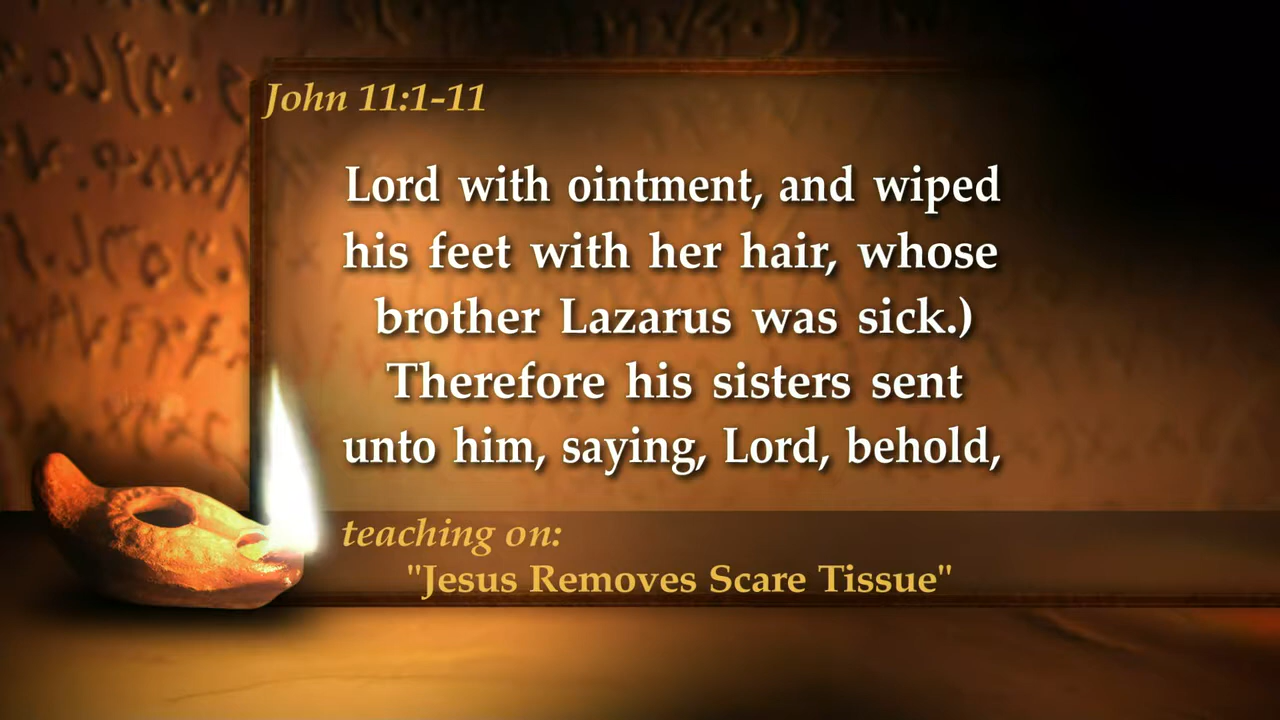 John 11:1-11
Lord with ointment, and wiped
his feet with her hair, whose
brother Lazarus was sick.)
Therefore his sisters sent
unto him, saying, Lord, behold,
teaching on:
"Jesus Removes Scare Tissue"